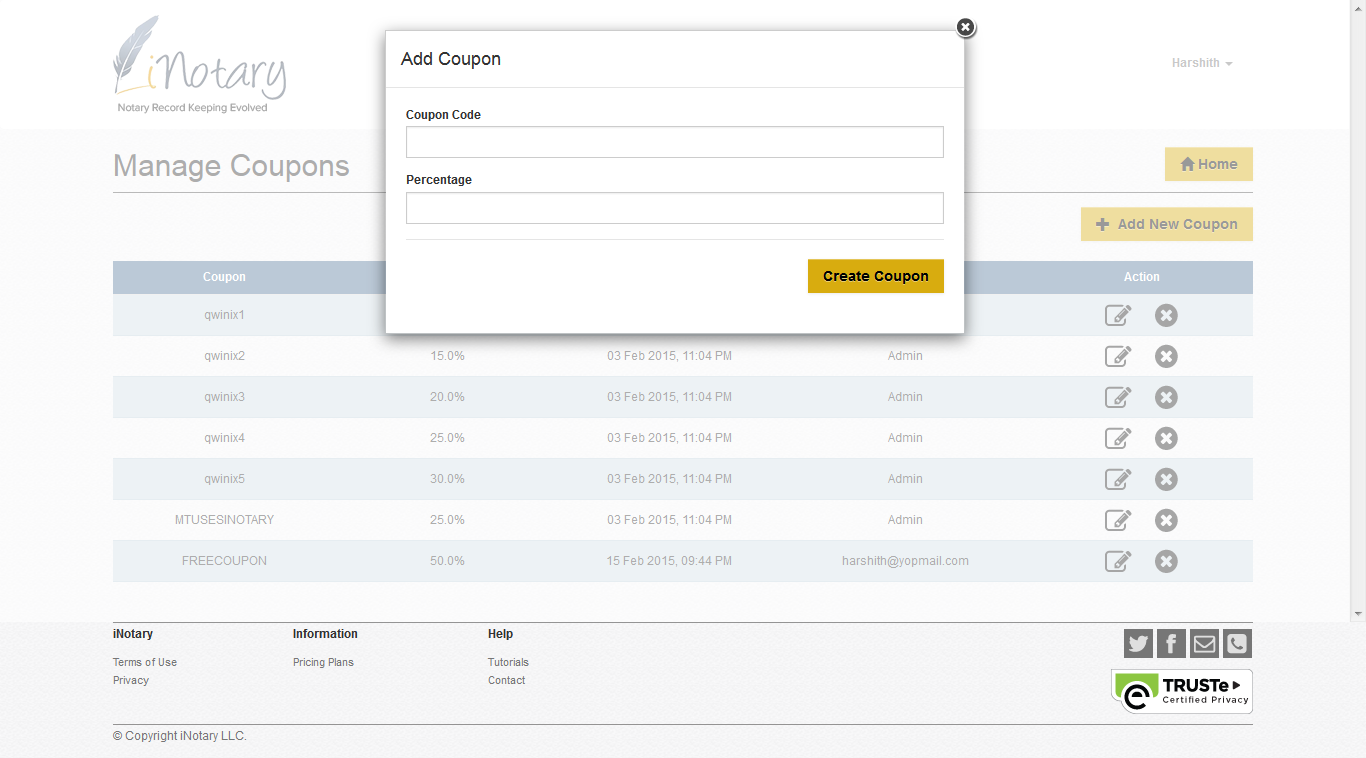 iNotary
Notary Record Keeping Evolved
Harshith
Add Coupon
Coupon Code
Percentage
Create Coupon
Manage Coupons
Home
Add New Coupon
Coupon Action
qwinix1
qwinix2 15.0% 03 Feb 2015, 11:04 PM Admin
qwinix3 20.0% 03 Feb 2015, 11:04 PM Admin
qwinix4 25.0% 03 Feb 2015, 11:04 PM Admin
qwinix5 30.0% 03 Feb 2015, 11:04 PM Admin
MTUSESINOTARY 25.0% 03 Feb 2015, 11:04 PM Admin
FREECOUPON 50.0% 15 Feb 2015, 09:44 PM harshith@yopmail.com
iNotary Information Help
Terms of Use Pricing Plans Tutorials
Privacy Contact
TRUSTe
Certified Privacy
© Copyright iNotary LLC.